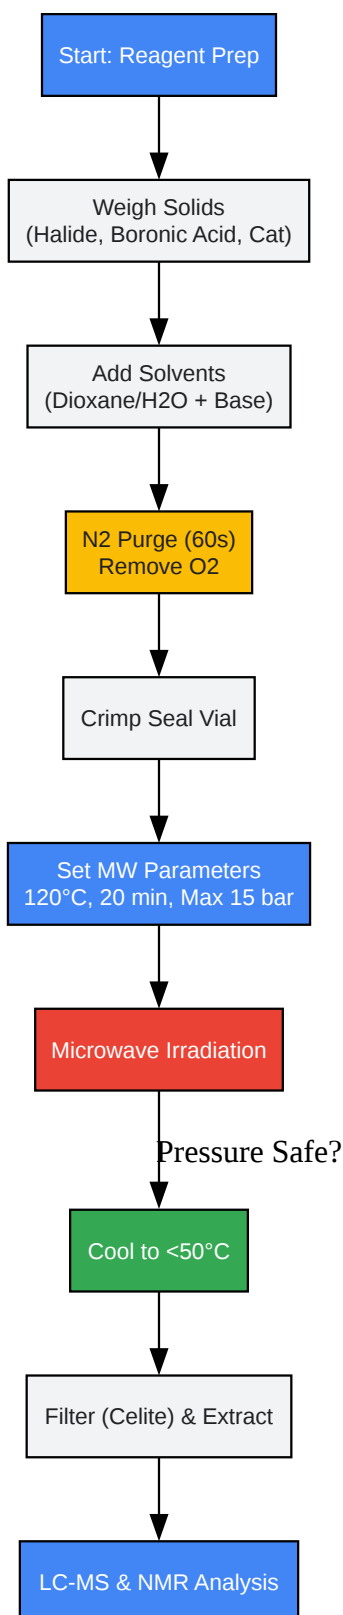 Start: Reagent Prep
Weigh Solids
(Halide, Boronic Acid, Cat)
Add Solvents
(Dioxane/H2O + Base)
N2 Purge (60s)
Remove O2
Crimp Seal Vial
Set MW Parameters
120°C, 20 min, Max 15 bar
Microwave Irradiation
Pressure Safe?
Cool to <50°C
Filter (Celite) & Extract
LC-MS & NMR Analysis